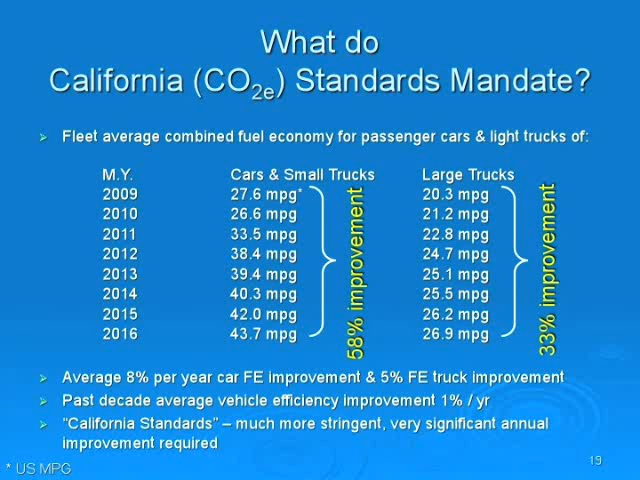 What do
California (CO2e) Standards Mandate?
➢ Fleet average combined fuel economy for passenger cars & light trucks of:
M.Y. Cars & Small Trucks Large Trucks
2009 27.6 mpg* 20.3 mpg
2010 26.6 mpg 21.2 mpg
2011 33.5 mpg 22.8 mpg
2012 38.4 mpg 24.7 mpg
2013 39.4 mpg 25.1 mpg
2014 40.3 mpg 25.5 mpg
2015 42.0 mpg 26.2 mpg
2016 43.7 mpg 26.9 mpg
58% improvement
33% improvement
➢ Average 8% per year car FE improvement & 5% FE truck improvement
➢ Past decade average vehicle efficiency improvement 1% / yr
➢ "California Standards" – much more stringent, very significant annual
improvement required
* US MPG
19